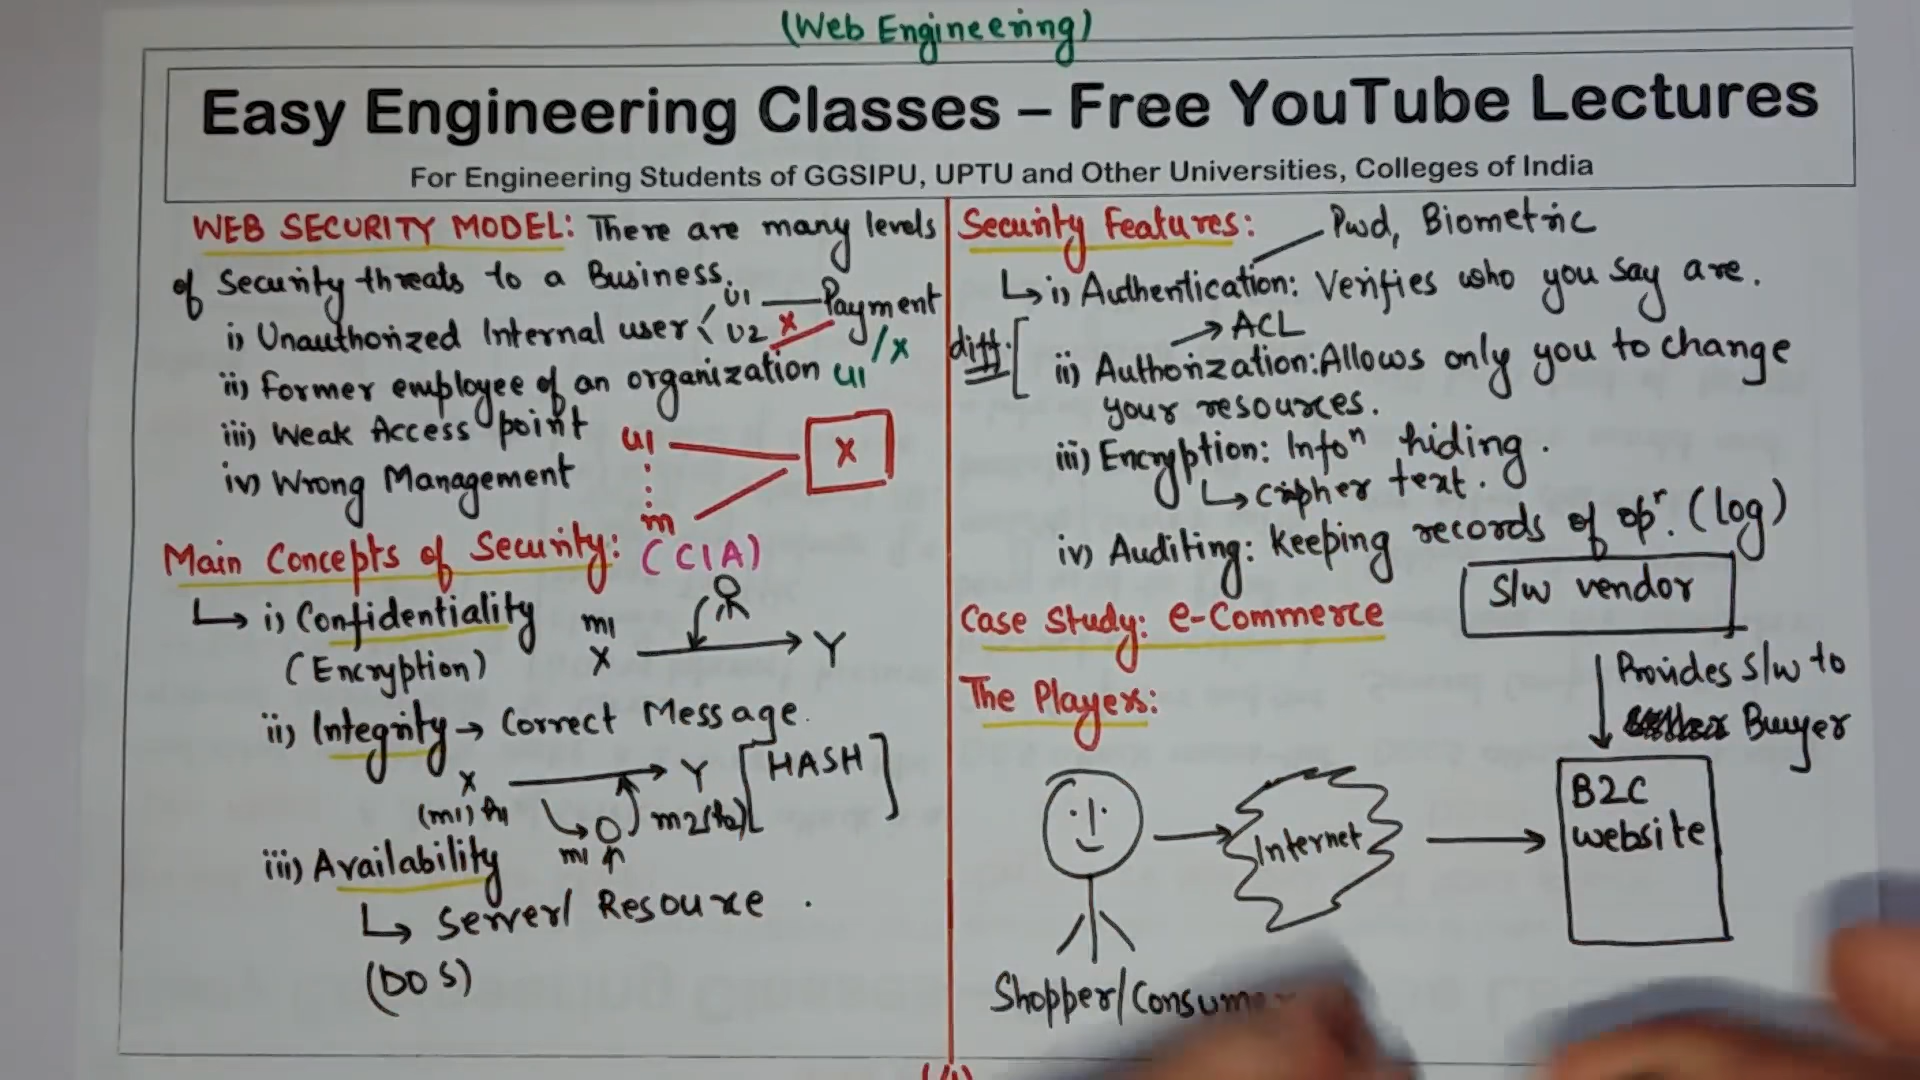 (Web Engineering)
Easy Engineering Classes – Free YouTube Lectures
For Engineering Students of GGSIPU, UPTU and Other Universities, Colleges of India
WEB SECURITY MODEL: There are many levels
of Security threats to a Business.
i) Unauthorized Internal user < U1 Payment
U2 X
/X
ii) Former employee of an organization U1
iii) Weak Access point
iv) Wrong Management
U1
X
m
Main Concepts of Security: (CIA)
i) Confidentiality
(Encryption)
m1
X → Y
ii) Integrity → Correct Message.
X → Y [HASH]
(m1) h1
m2(h2)
m1
iii) Availability
Server/ Resource.
(DOS)
Security Features:
Pwd, Biometric
i) Authentication: Verifies who you say are.
→ ACL
diff.
ii) Authorization: Allows only you to change
your resources.
iii) Encryption: Infoⁿ hiding.
cipher text.
iv) Auditing: keeping records of opʳ. (log)
Case Study: e-Commerce
S/w vendor
The Players:
Provides S/w to
Buyer
B2C
website
Internet
Shopper/Consumer